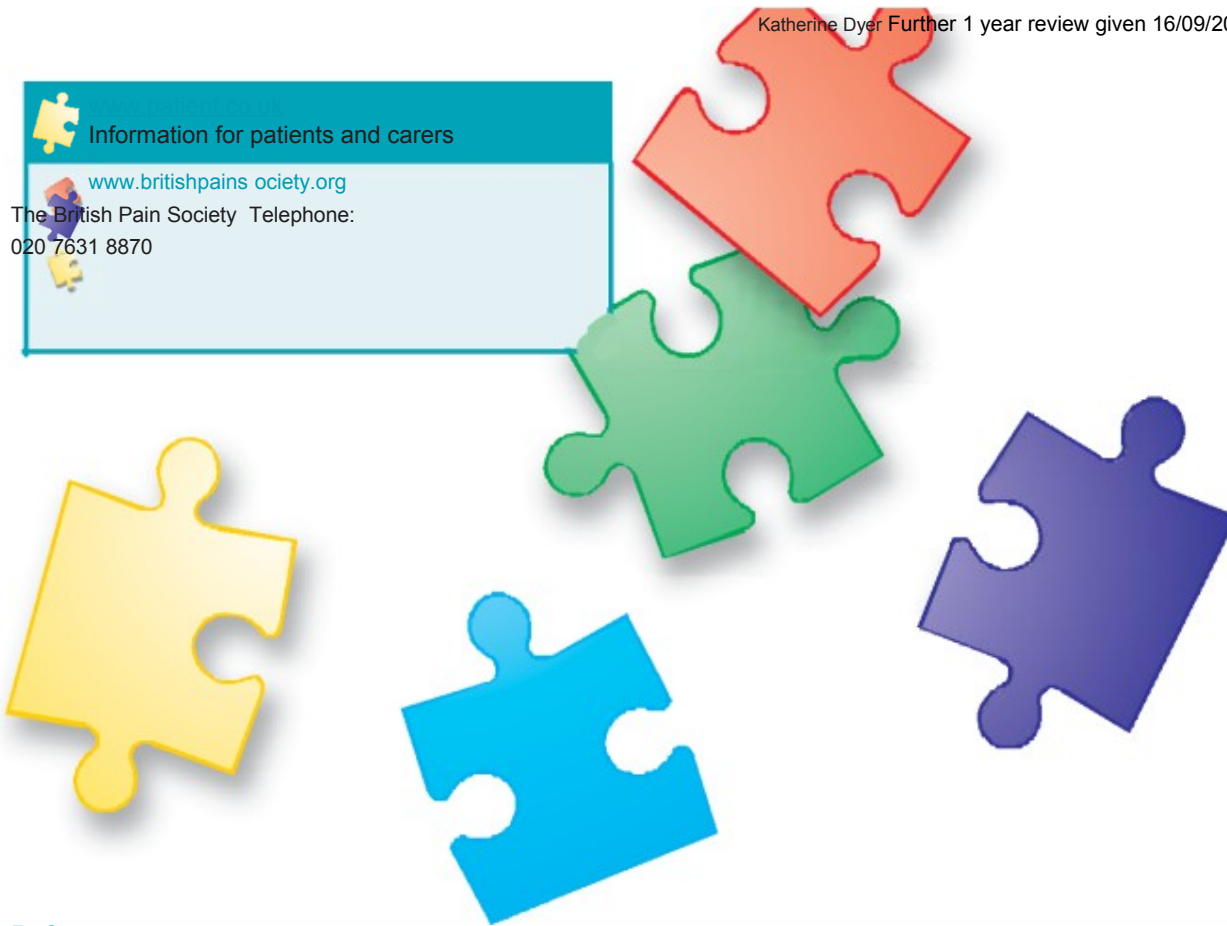 Katherine Dyer Further 1 year review given 16/09/20
www.patient.co.uk
Information for patients and carers
www.britishpains ociety.org
The British Pain Society Telephone:
020 7631 8870